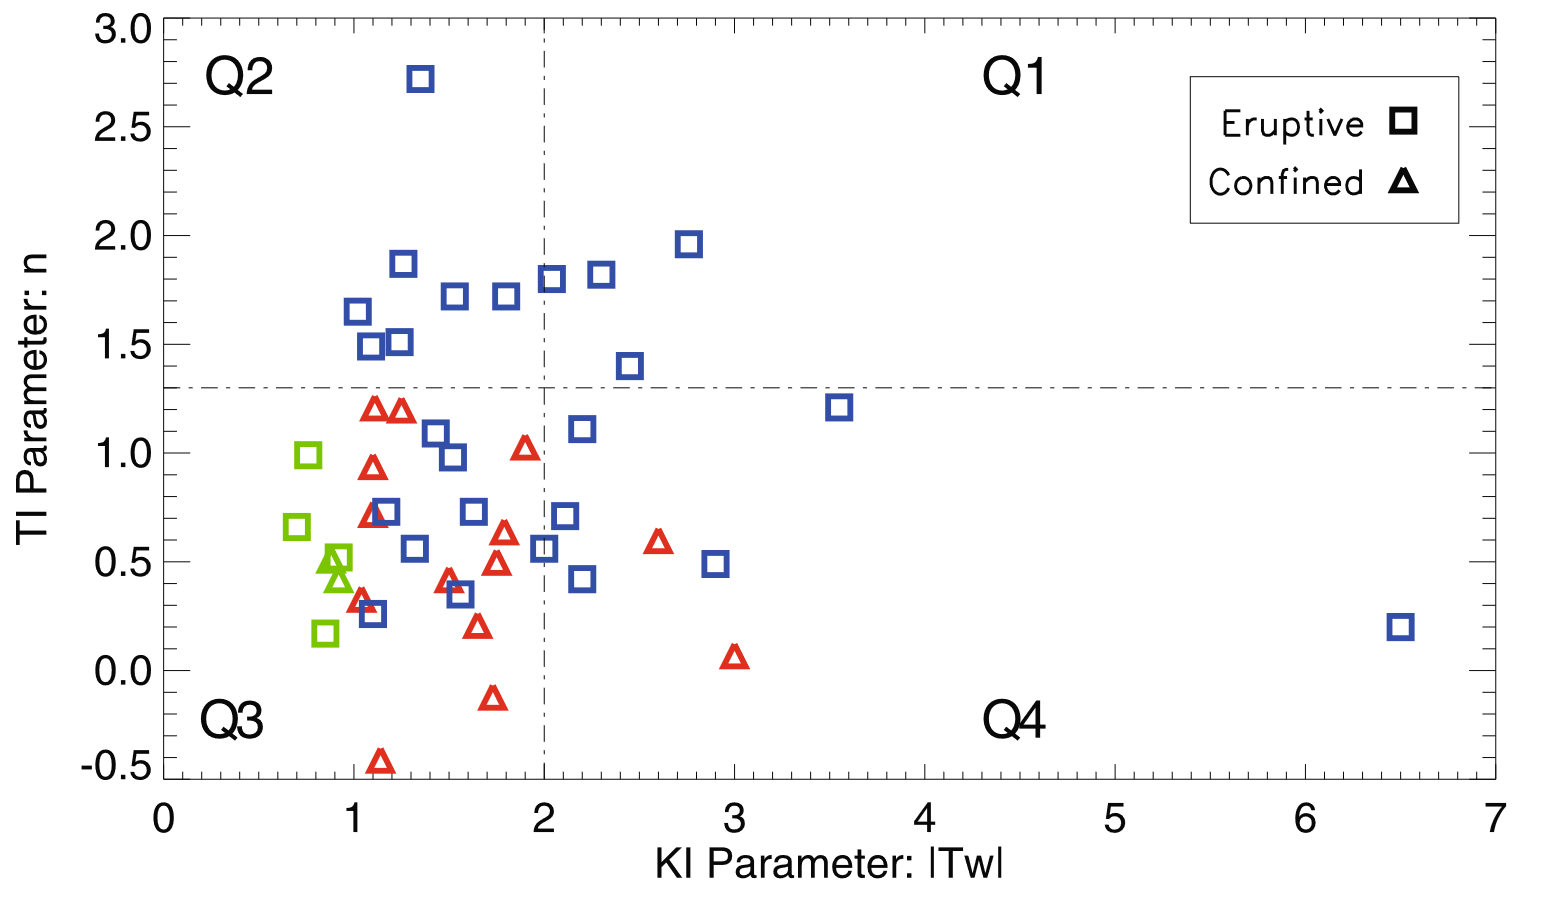 3.0
Q2
Q1
Eruptive
2.5
Confined
2.0
1.5
1.0
0.5
0.0
Q3
Q4
-0.5
0 1 2 3 4 5 6 7
TI Parameter: n
KI Parameter: |Tw|